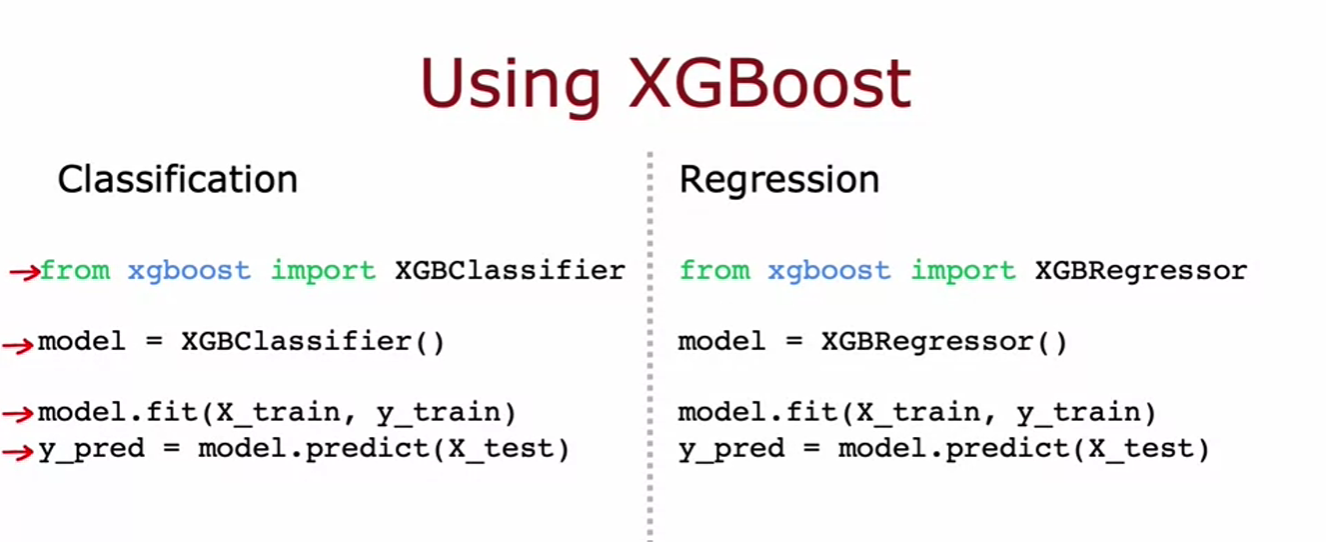 Using XGBoost
Classification
from xgboost import XGBClassifier
model = XGBClassifier()
model.fit(X_train, y_train)
y_pred = model.predict(X_test)
Regression
from xgboost import XGBRegressor
model = XGBRegressor()
model.fit(X_train, y_train)
y_pred = model.predict(X_test)